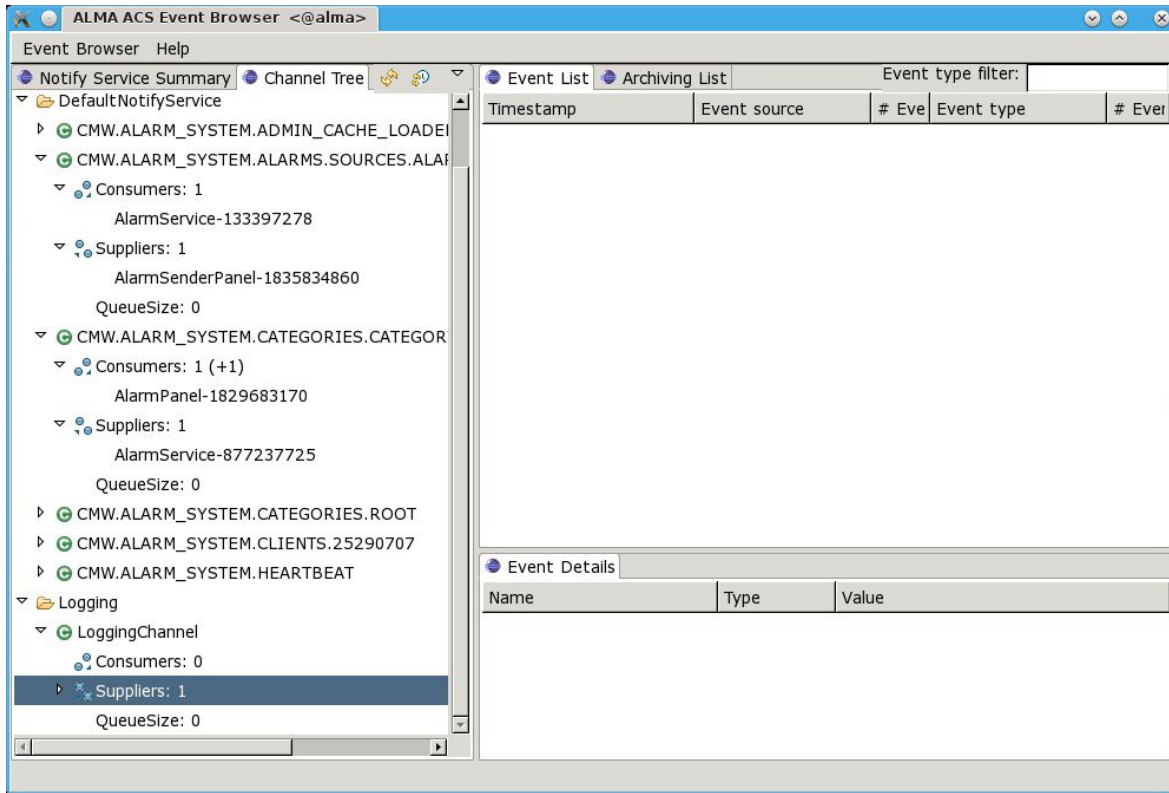 ALMA ACS Event Browser <@alma>
Event Browser Help
Notify Service Summary Channel Tree
DefaultNotifyService
CMW.ALARM_SYSTEM.ADMIN_CACHE_LOADE
CMW.ALARM_SYSTEM.ALARMS.SOURCES.ALA
Consumers: 1
AlarmService-133397278
Suppliers: 1
AlarmSenderPanel-1835834860
QueueSize: 0
CMW.ALARM_SYSTEM.CATEGORIES.CATEGOR
Consumers: 1 (+1)
AlarmPanel-1829683170
Suppliers: 1
AlarmService-877237725
QueueSize: 0
CMW.ALARM_SYSTEM.CATEGORIES.ROOT
CMW.ALARM_SYSTEM.CLIENTS.25290707
CMW.ALARM_SYSTEM.HEARTBEAT
Logging
LoggingChannel
Consumers: 0
Suppliers: 1
QueueSize: 0
Event List Archiving List Event type filter:
Timestamp Event source # Eve Event type # Ever
Event Details
Name Type Value